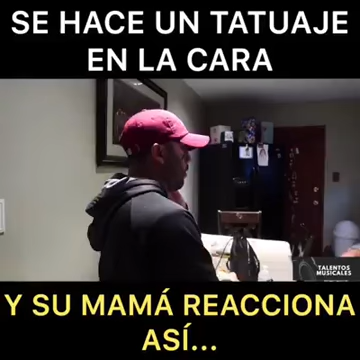 SE HACE UN TATUAJE
EN LA CARA
TALENTOS
MUSICALES
Y SU MAMÁ REACCIONA
ASÍ...